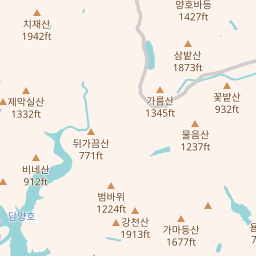 양호바등
1427ft
치재산
1942ft
삼밭산
1873ft
제악실산
1332ft
가름산
1345ft
꽃밭산
932ft
물음산
1237ft
뒤가끔산
771ft
비네산
912ft
범바위
1224ft
담양호
강천산
1913ft
가마등산
1677ft